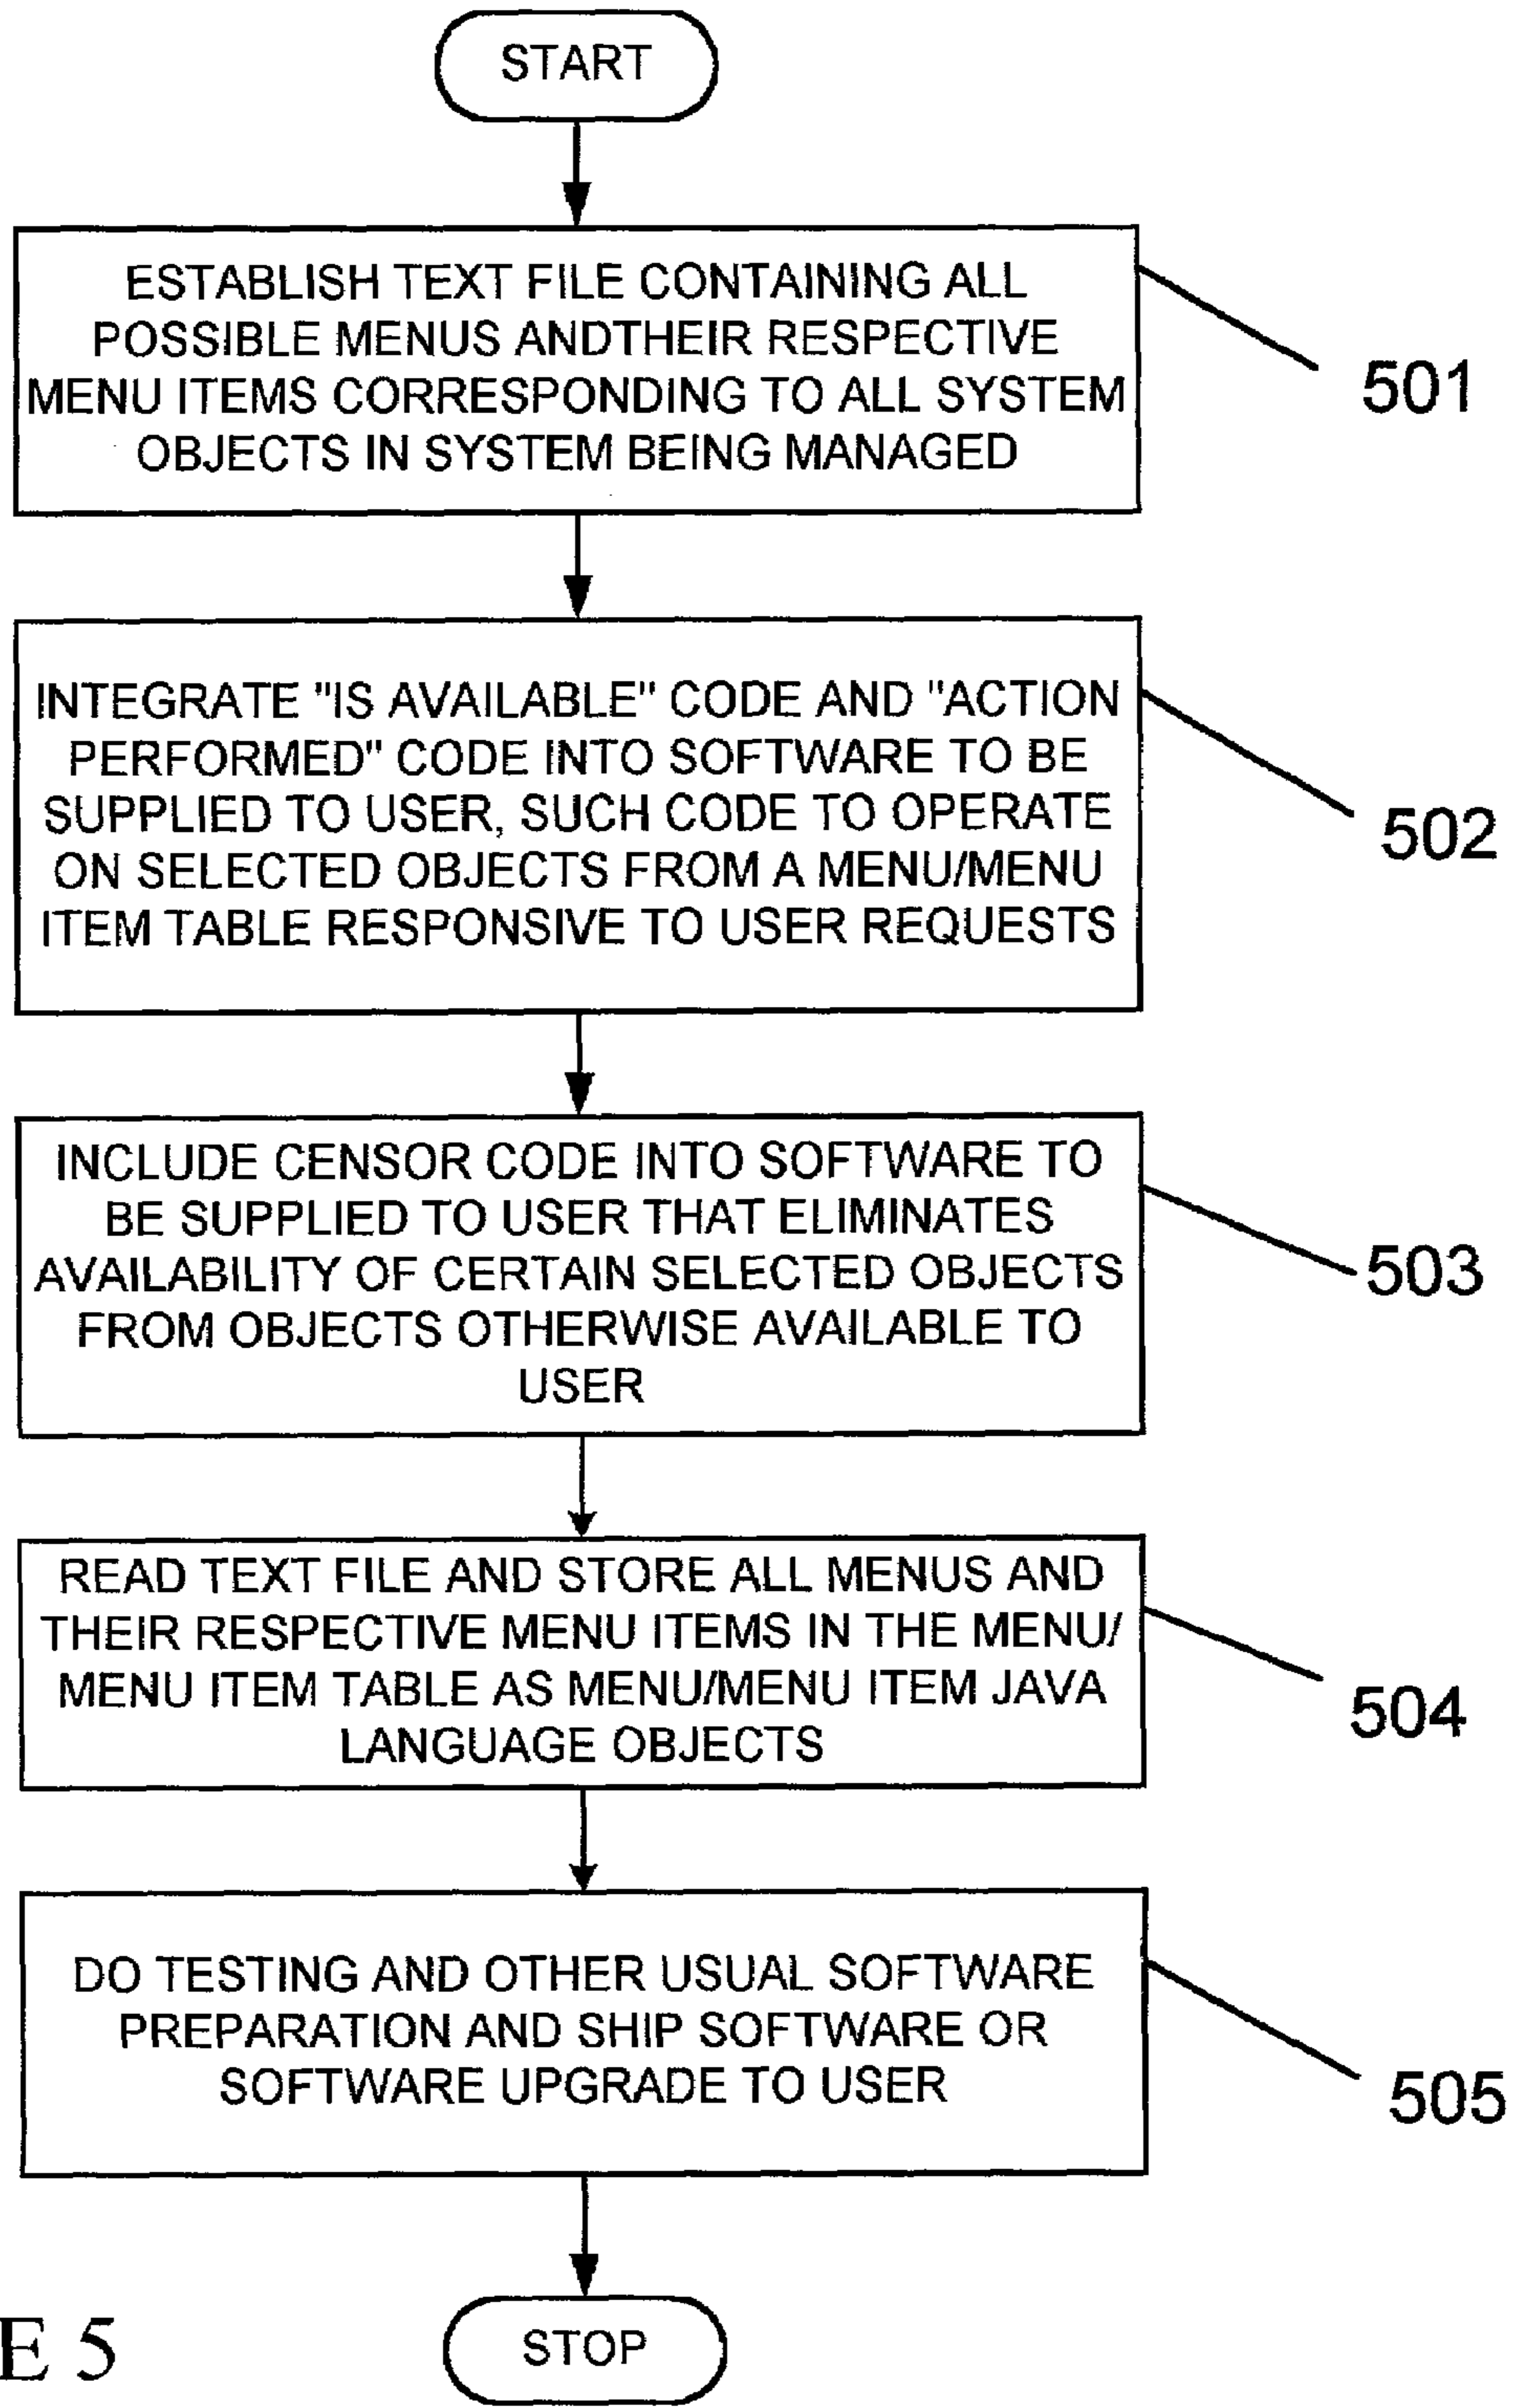 START
ESTABLISH TEXT FILE CONTAINING ALL
POSSIBLE MENUS ANDTHEIR RESPECTIVE
MENU ITEMS CORRESPONDING TO ALL SYSTEM
OBJECTS IN SYSTEM BEING MANAGED
501
INTEGRATE "IS AVAILABLE" CODE AND "ACTION
PERFORMED" CODE INTO SOFTWARE TO BE
SUPPLIED TO USER, SUCH CODE TO OPERATE
ON SELECTED OBJECTS FROM A MENU/MENU
ITEM TABLE RESPONSIVE TO USER REQUESTS
502
INCLUDE CENSOR CODE INTO SOFTWARE TO
BE SUPPLIED TO USER THAT ELIMINATES
AVAILABILITY OF CERTAIN SELECTED OBJECTS
FROM OBJECTS OTHERWISE AVAILABLE TO
USER
503
READ TEXT FILE AND STORE ALL MENUS AND
THEIR RESPECTIVE MENU ITEMS IN THE MENU/
MENU ITEM TABLE AS MENU/MENU ITEM JAVA
LANGUAGE OBJECTS
504
DO TESTING AND OTHER USUAL SOFTWARE
PREPARATION AND SHIP SOFTWARE OR
SOFTWARE UPGRADE TO USER
505
STOP
E 5